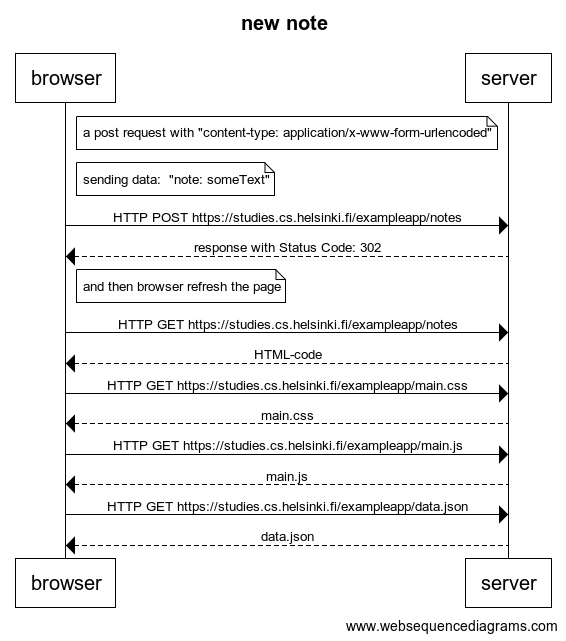 new note
browser server
a post request with "content-type: application/x-www-form-urlencoded"
sending data:  "note: someText"
HTTP POST https://studies.cs.helsinki.fi/exampleapp/notes
response with Status Code: 302
and then browser refresh the page
HTTP GET https://studies.cs.helsinki.fi/exampleapp/notes
HTML-code
HTTP GET https://studies.cs.helsinki.fi/exampleapp/main.css
main.css
HTTP GET https://studies.cs.helsinki.fi/exampleapp/main.js
main.js
HTTP GET https://studies.cs.helsinki.fi/exampleapp/data.json
data.json
browser server
www.websequencediagrams.com